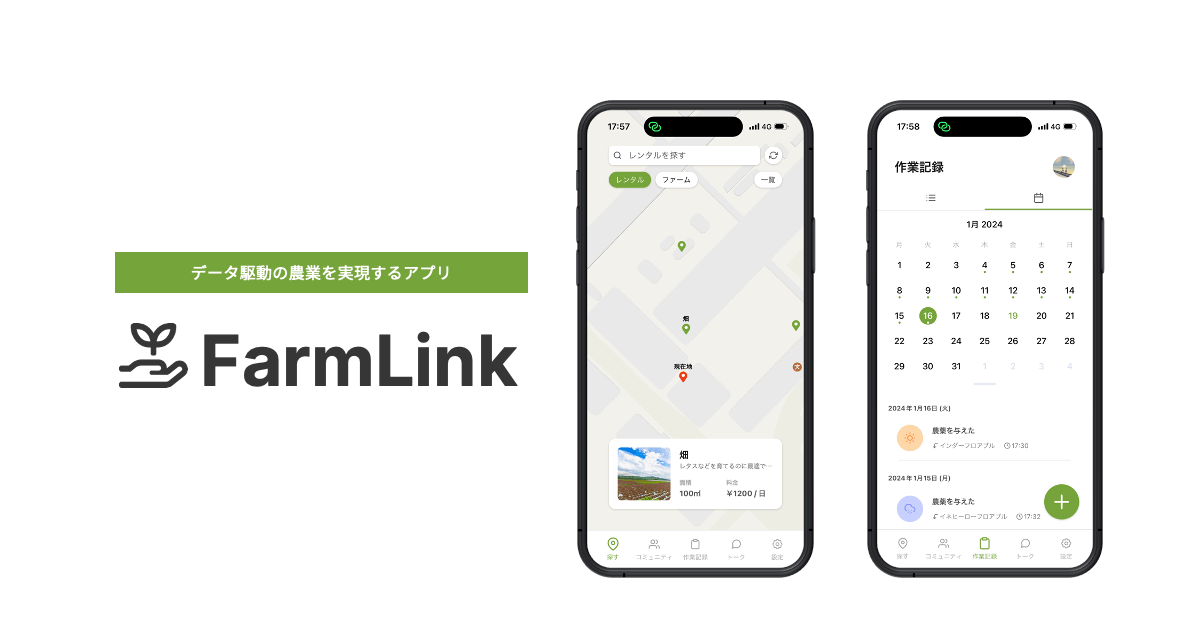 データ駆動の農業を実現するアプリ
FarmLink
17:57
4G
レンタルを探す
レンタル
ファーム
一覧
畑
現在地
畑
レタスなどを育てるのに最適で…
面積
料金
100㎡
¥1200 / 日
探す
コミュニティ
作業記録
トーク
設定
17:58
4G
作業記録
1月 2024
月 火 水 木 金 土 日
1 2 3 4 5 6 7
8 9 10 11 12 13 14
15 16 17 18 19 20 21
22 23 24 25 26 27 28
29 30 31 1 2 3 4
2024年1月16日 (火)
農薬を与えた
インダーフロアブル 17:30
2024年1月15日 (月)
農薬を与えた
イネヒーローフロアブル 17:32
探す
コミュニティ
作業記録
トーク
設定